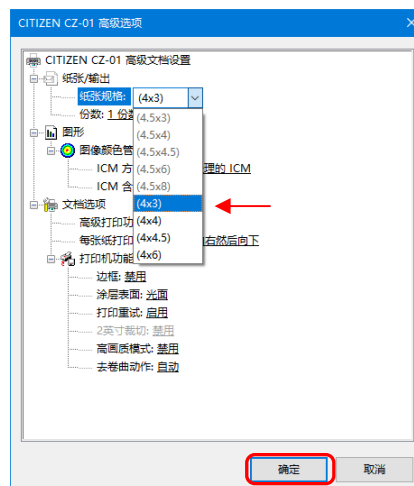 CITIZEN CZ-01 高级选项
CITIZEN CZ-01 高级文档设置
纸张/输出
纸张规格: (4x3)
份数: 1 份数
(4.5x3)
(4.5x4)
(4.5x4.5)
(4.5x6)
(4.5x8)
(4x3)
(4x4)
(4x4.5)
(4x6)
图形
图像颜色管
ICM 方 理的 ICM
ICM 含
文档选项
高级打印功
每张纸打印 右然后向下
打印机功能
边框: 禁用
涂层表面: 光面
打印重试: 启用
2英寸裁切: 禁用
高画质模式: 禁用
去卷曲动作: 自动
确定 取消